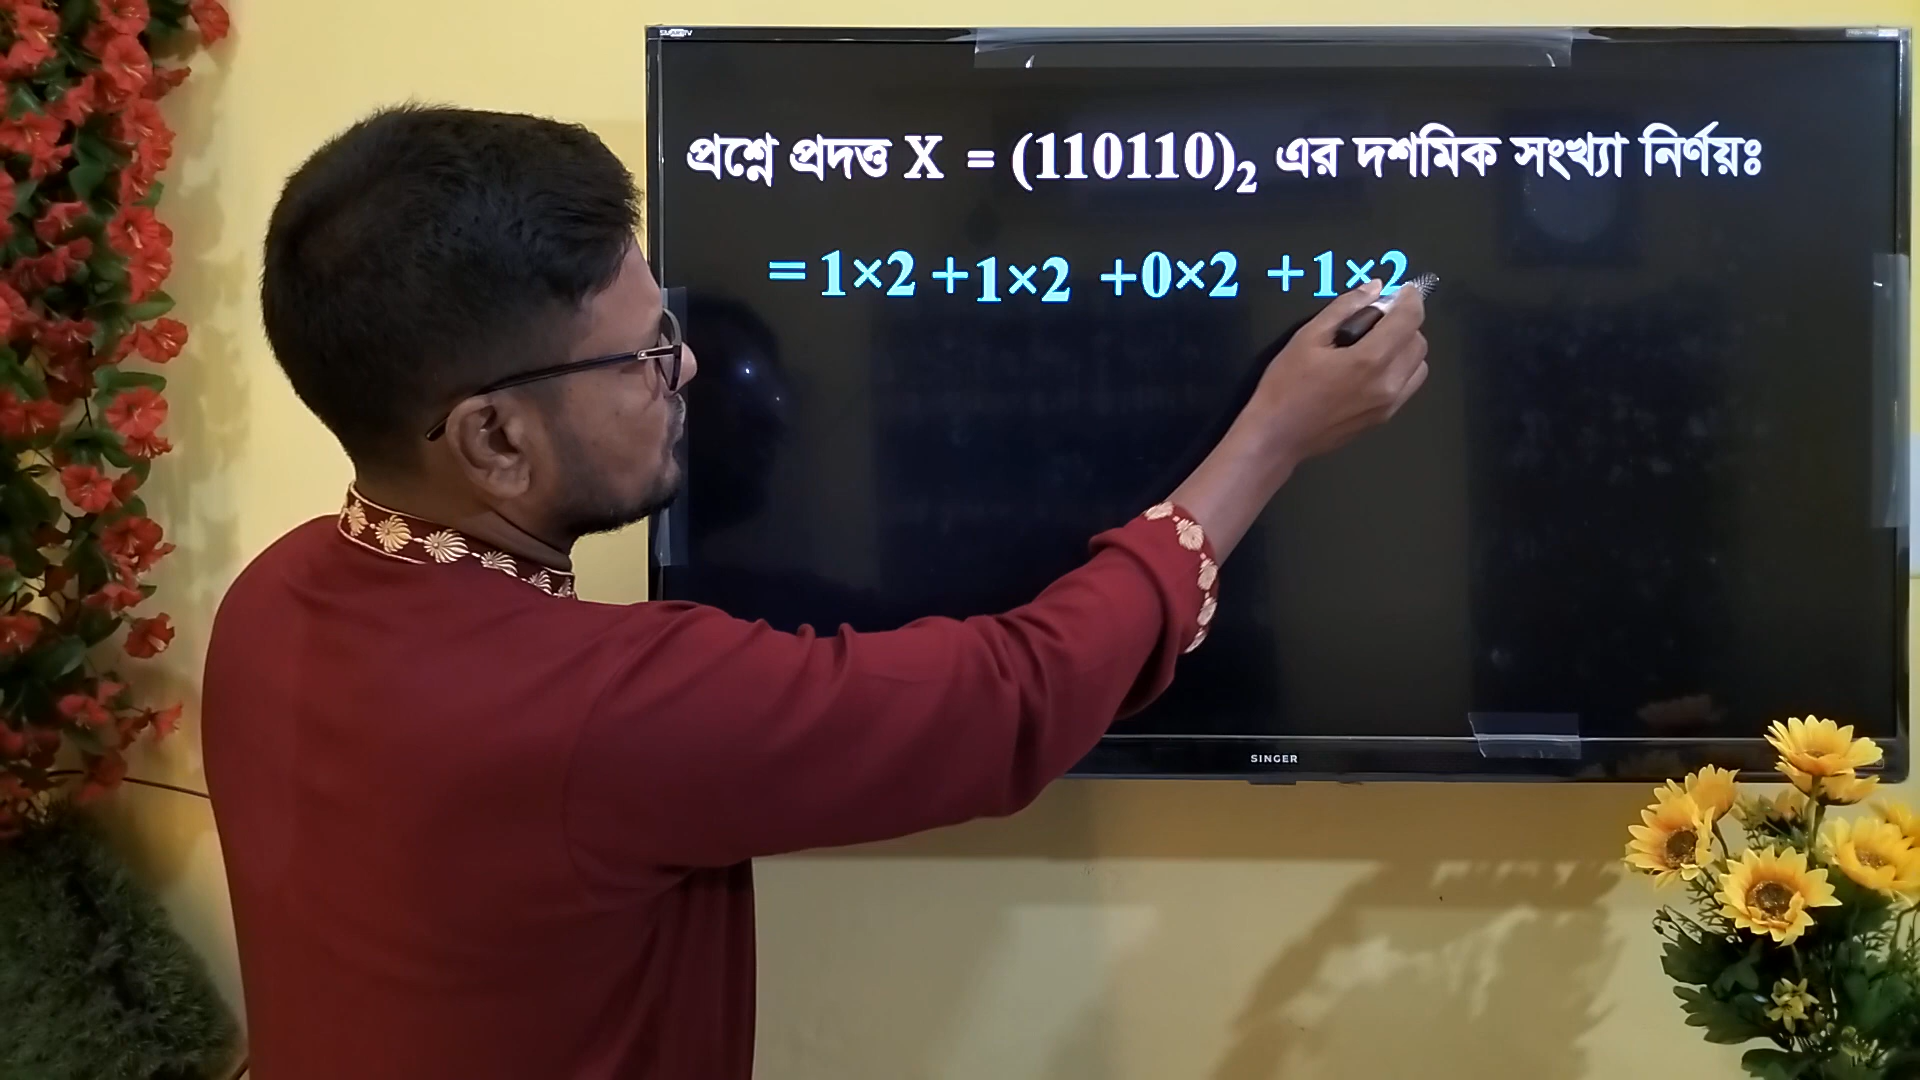 প্রশ্নে প্রদত্ত X = (110110)₂ এর দশমিক সংখ্যা নির্ণয়ঃ
= 1×2 +1×2 +0×2 +1×2
SINGER